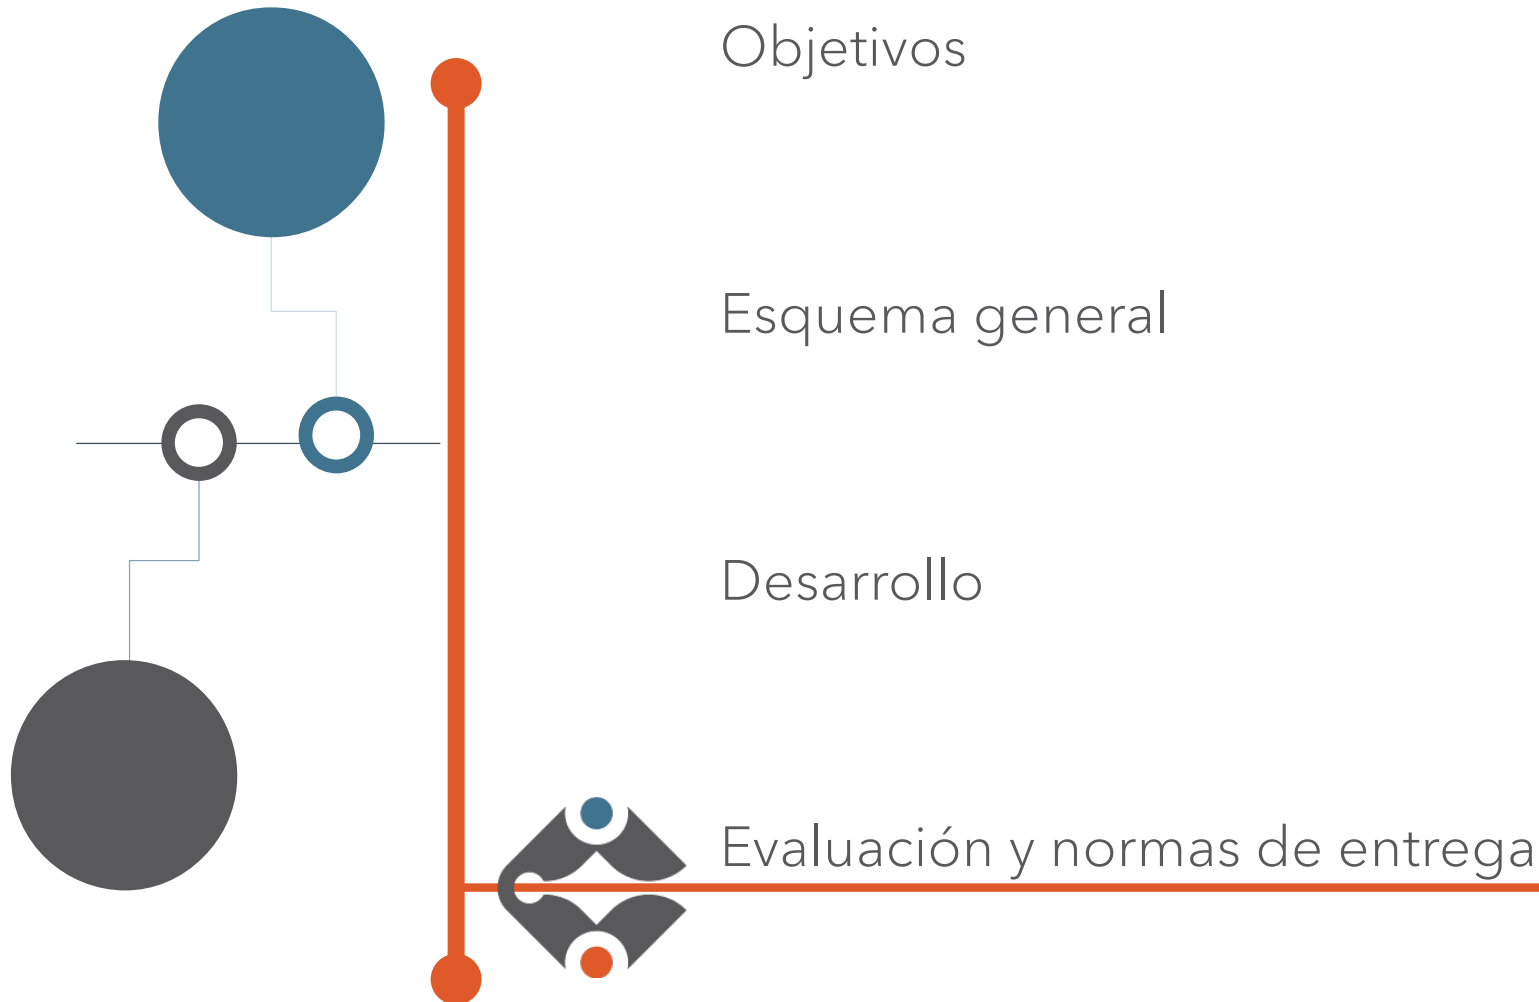 Objetivos
Esquema general
Desarrollo
Evaluación y normas de entrega